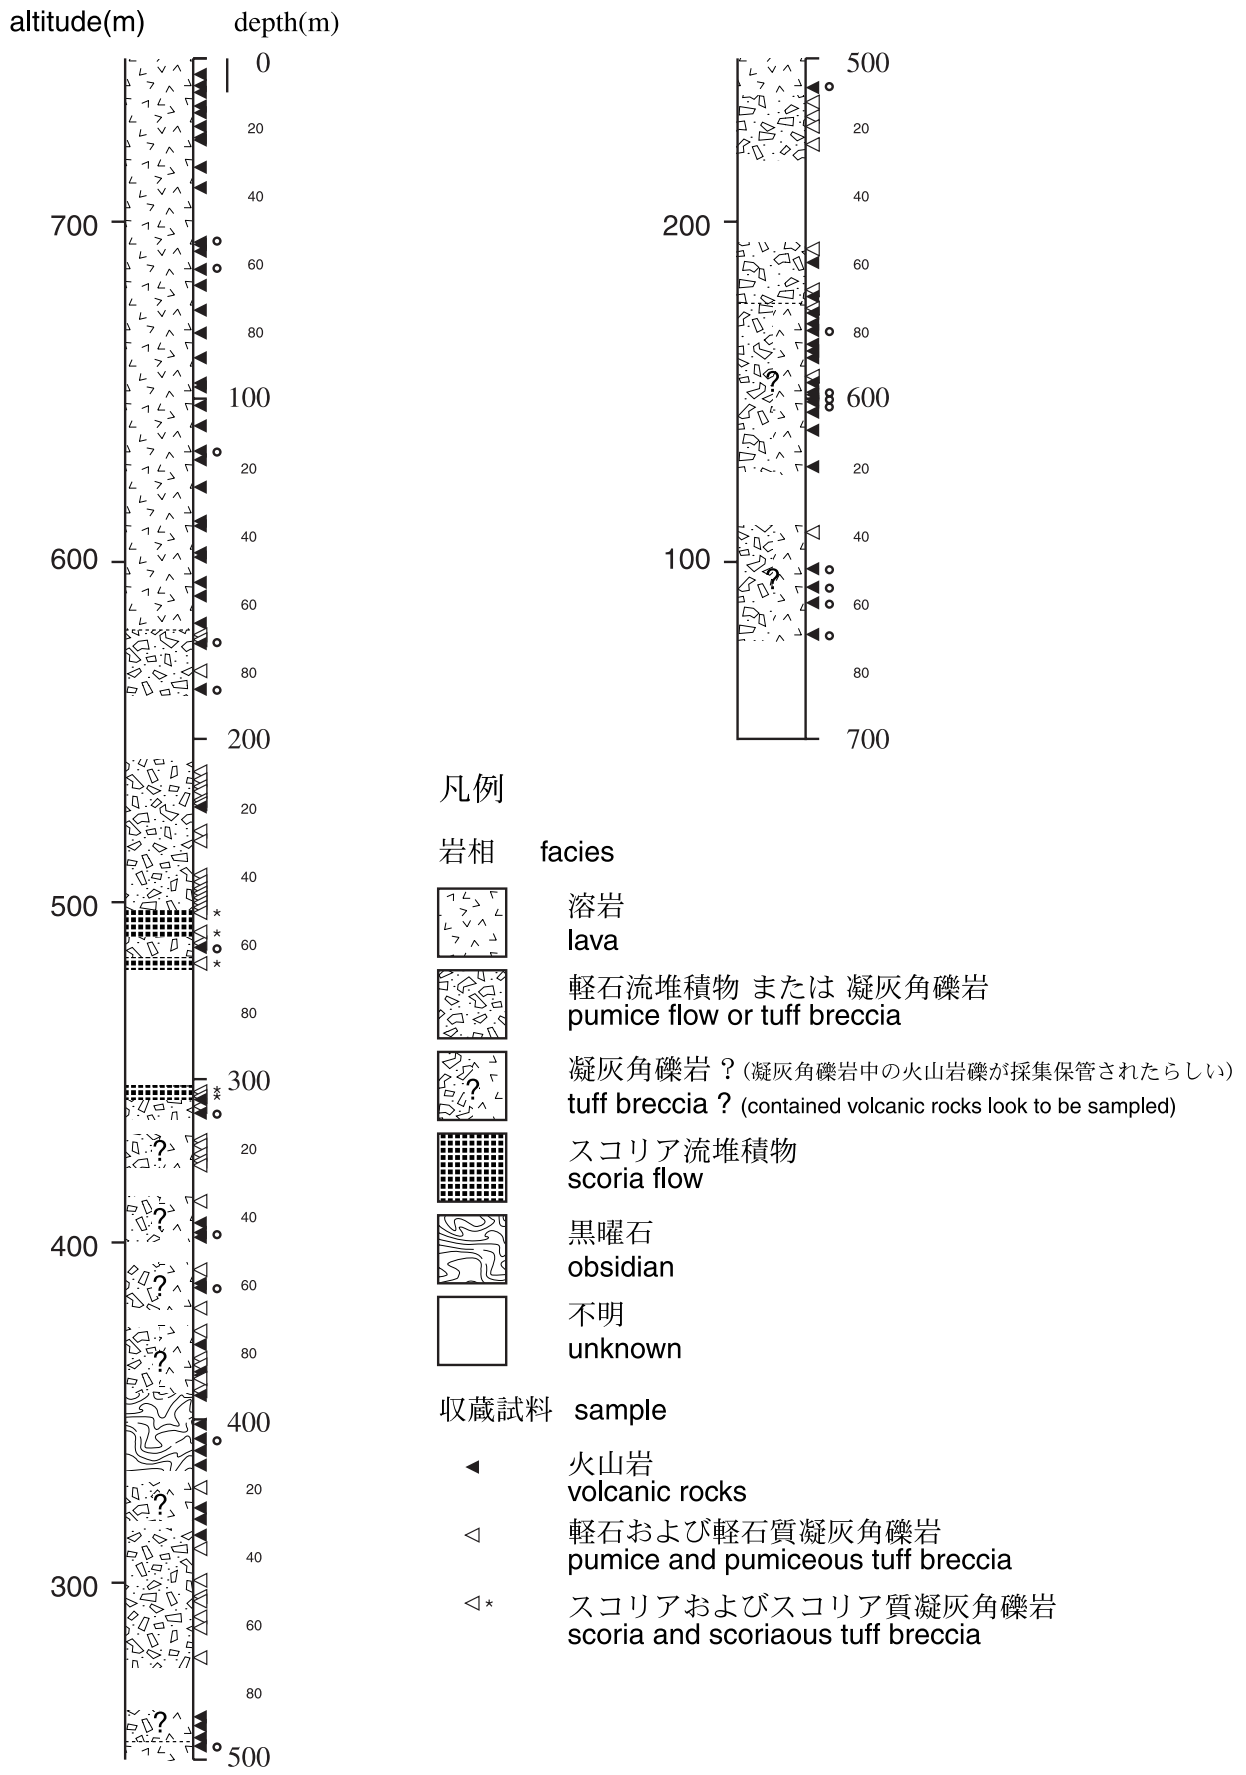 altitude(m) depth(m)
0
20
40
700
60
80
100
20
40
600
60
80
200
20
40
500
*
*
60
*
80
300
*
*
?
20
?
40
400
?
60
?
80
400
?
20
40
300
60
80
?
500
500
20
40
200
60
80
?
600
20
40
100
?
60
80
700
凡例
岩相 facies
溶岩
lava
軽石流堆積物 または 凝灰角礫岩
pumice flow or tuff breccia
?
凝灰角礫岩 ? (凝灰角礫岩中の火山岩礫が採集保管されたらしい)
tuff breccia ? (contained volcanic rocks look to be sampled)
スコリア流堆積物
scoria flow
黒曜石
obsidian
不明
unknown
収蔵試料 sample
火山岩
volcanic rocks
軽石および軽石質凝灰角礫岩
pumice and pumiceous tuff breccia
* スコリアおよびスコリア質凝灰角礫岩
scoria and scoriaous tuff breccia